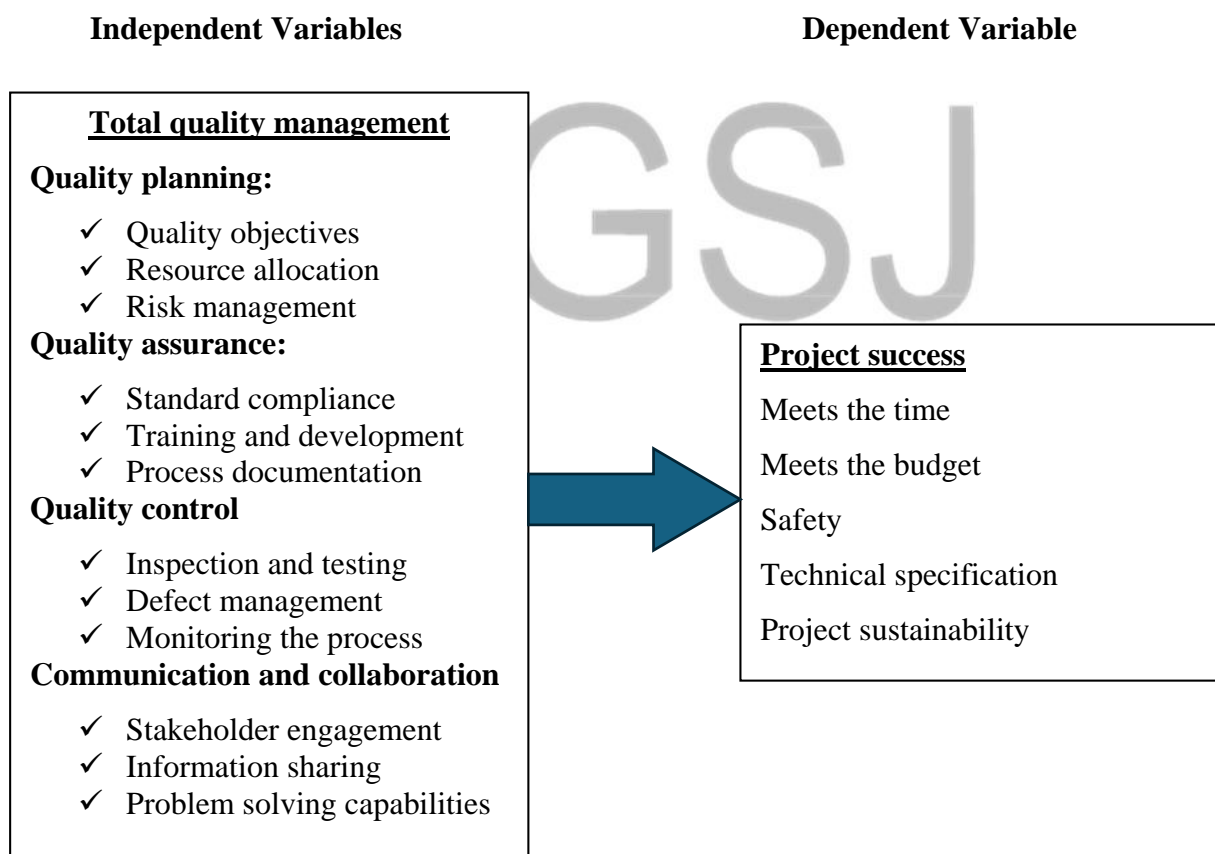 Independent Variables
Dependent Variable
GSJ
Total quality management
Quality planning:
✓ Quality objectives
✓ Resource allocation
✓ Risk management
Quality assurance:
✓ Standard compliance
✓ Training and development
✓ Process documentation
Quality control
✓ Inspection and testing
✓ Defect management
✓ Monitoring the process
Communication and collaboration
✓ Stakeholder engagement
✓ Information sharing
✓ Problem solving capabilities
Project success
Meets the time
Meets the budget
Safety
Technical specification
Project sustainability